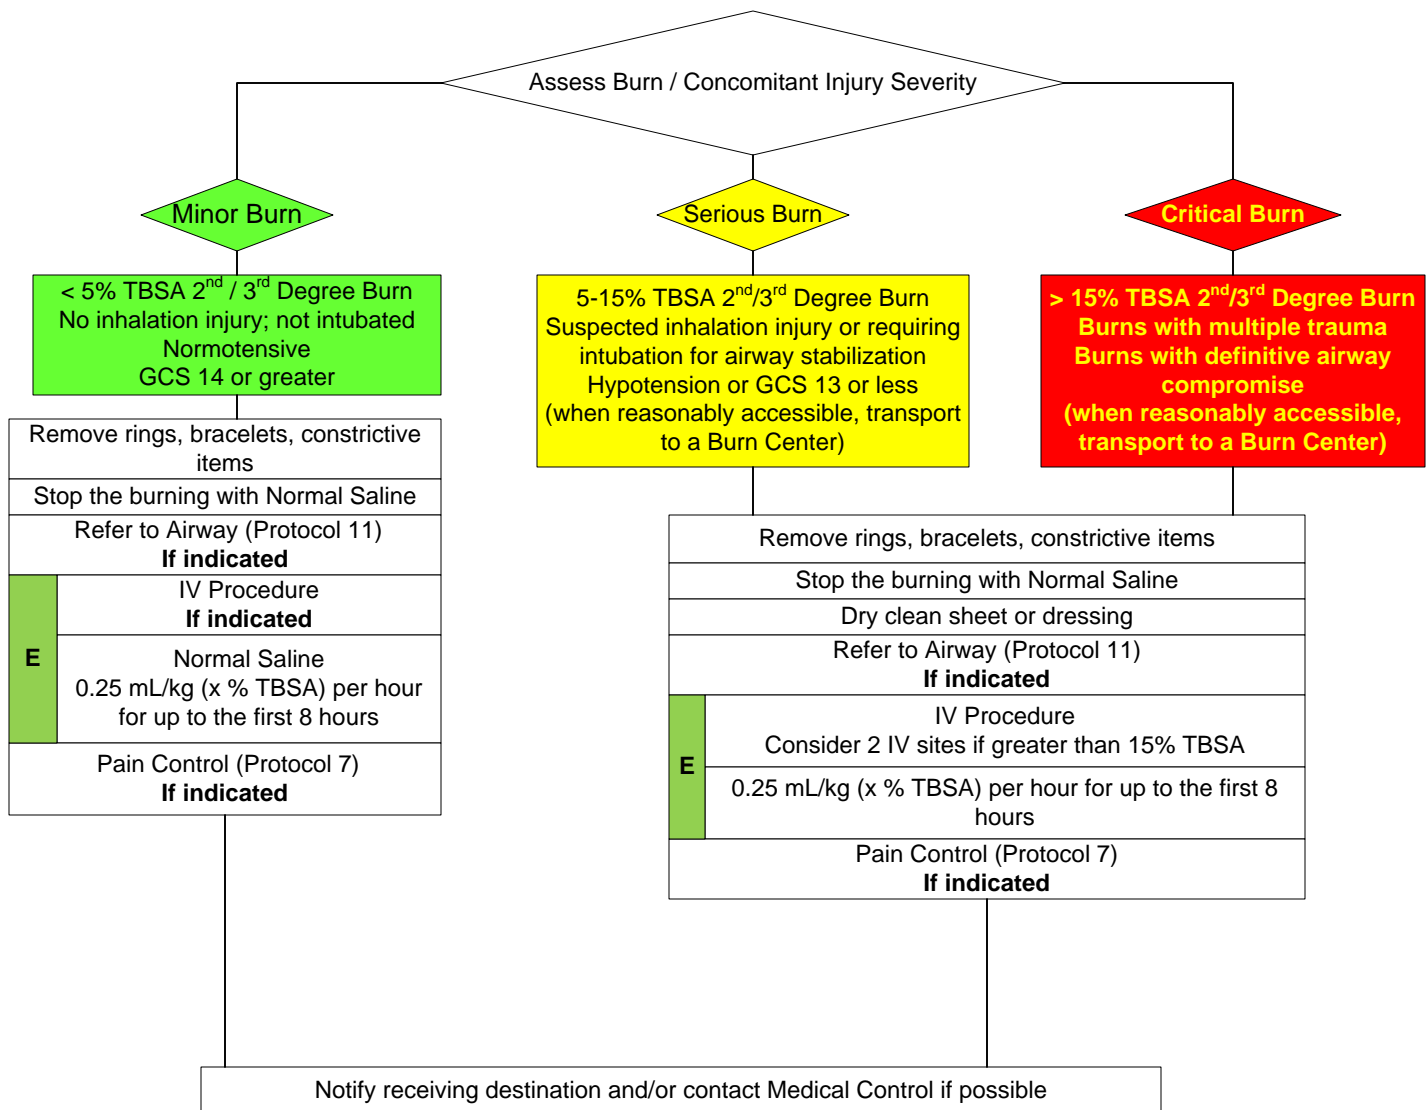 Assess Burn / Concomitant Injury Severity
Minor Burn
Serious Burn
Critical Burn
< 5% TBSA 2nd / 3rd Degree Burn
No inhalation injury; not intubated
Normotensive
GCS 14 or greater
5-15% TBSA 2nd/3rd Degree Burn
Suspected inhalation injury or requiring
intubation for airway stabilization
Hypotension or GCS 13 or less
(when reasonably accessible, transport
to a Burn Center)
> 15% TBSA 2nd/3rd Degree Burn
Burns with multiple trauma
Burns with definitive airway
compromise
(when reasonably accessible,
transport to a Burn Center)
Remove rings, bracelets, constrictive
items
Stop the burning with Normal Saline
Refer to Airway (Protocol 11)
If indicated
E
IV Procedure
If indicated
Normal Saline
0.25 mL/kg (x % TBSA) per hour
for up to the first 8 hours
Pain Control (Protocol 7)
If indicated
Remove rings, bracelets, constrictive items
Stop the burning with Normal Saline
Dry clean sheet or dressing
Refer to Airway (Protocol 11)
If indicated
E
IV Procedure
Consider 2 IV sites if greater than 15% TBSA
0.25 mL/kg (x % TBSA) per hour for up to the first 8
hours
Pain Control (Protocol 7)
If indicated
Notify receiving destination and/or contact Medical Control if possible